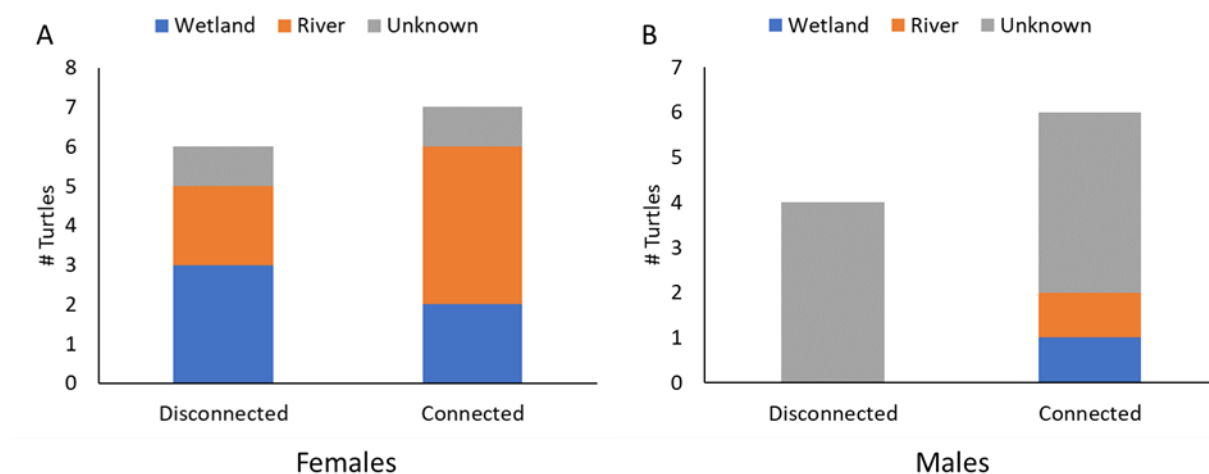 A
Wetland River Unknown
# Turtles
8
7
6
5
4
3
2
1
0
Disconnected Connected
Females
B
Wetland River Unknown
# Turtles
7
6
5
4
3
2
1
0
Disconnected Connected
Males